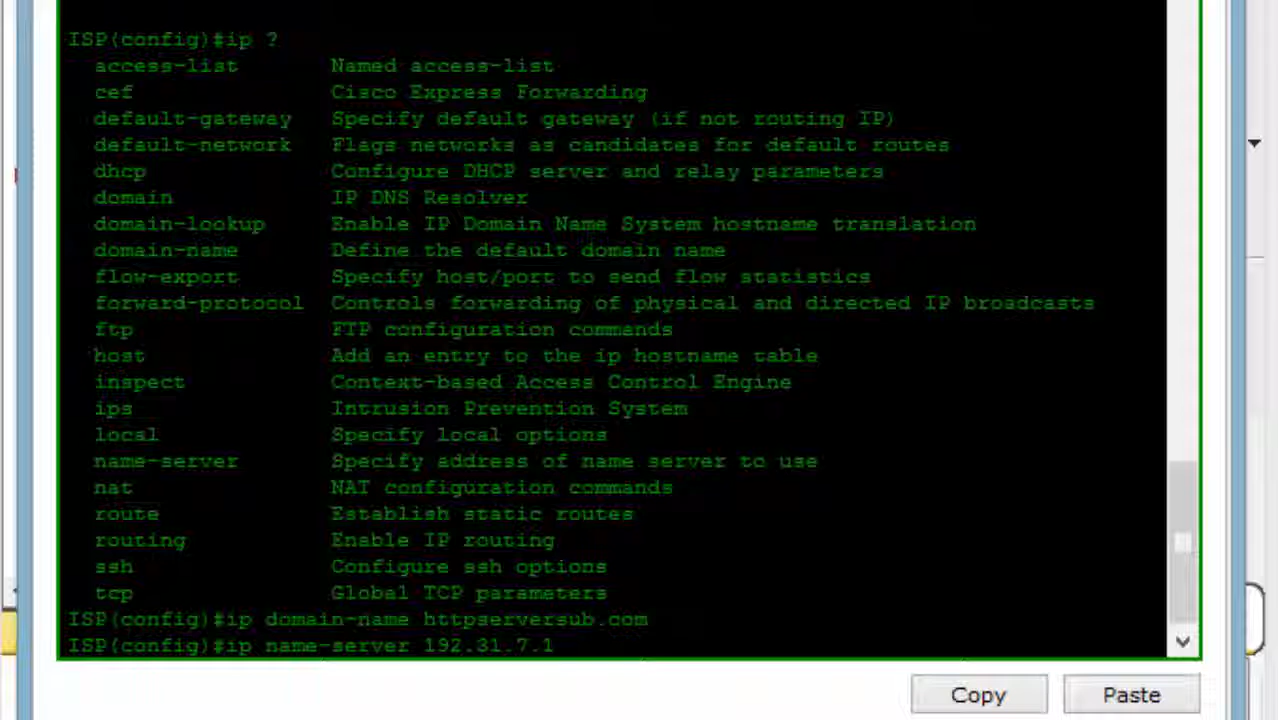 ISP(config)#ip ?
access-list Named access-list
cef Cisco Express Forwarding
default-gateway Specify default gateway (if not routing IP)
default-network Flags networks as candidates for default routes
dhcp Configure DHCP server and relay parameters
domain IP DNS Resolver
domain-lookup Enable IP Domain Name System hostname translation
domain-name Define the default domain name
flow-export Specify host/port to send flow statistics
forward-protocol Controls forwarding of physical and directed IP broadcasts
ftp FTP configuration commands
host Add an entry to the ip hostname table
inspect Context-based Access Control Engine
ips Intrusion Prevention System
local Specify local options
name-server Specify address of name server to use
nat NAT configuration commands
route Establish static routes
routing Enable IP routing
ssh Configure ssh options
tcp Global TCP parameters
ISP(config)#ip domain-name httpserversub.com
ISP(config)#ip name-server 192.31.7.1
Copy Paste